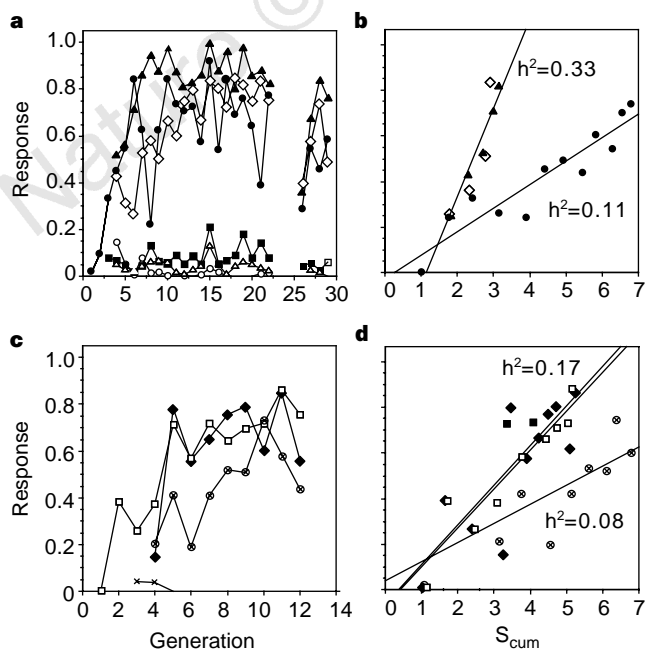 Nature ©
a
b
1.0
0.8
0.6
0.4
0.2
0
Response
0 5 10 15 20 25 30
h²=0.33
h²=0.11
0 1 2 3 4 5 6 7
c
d
1.0
0.8
0.6
0.4
0.2
0.0
Response
0 2 4 6 8 10 12 14
Generation
h²=0.17
h²=0.08
0 1 2 3 4 5 6 7
Scum